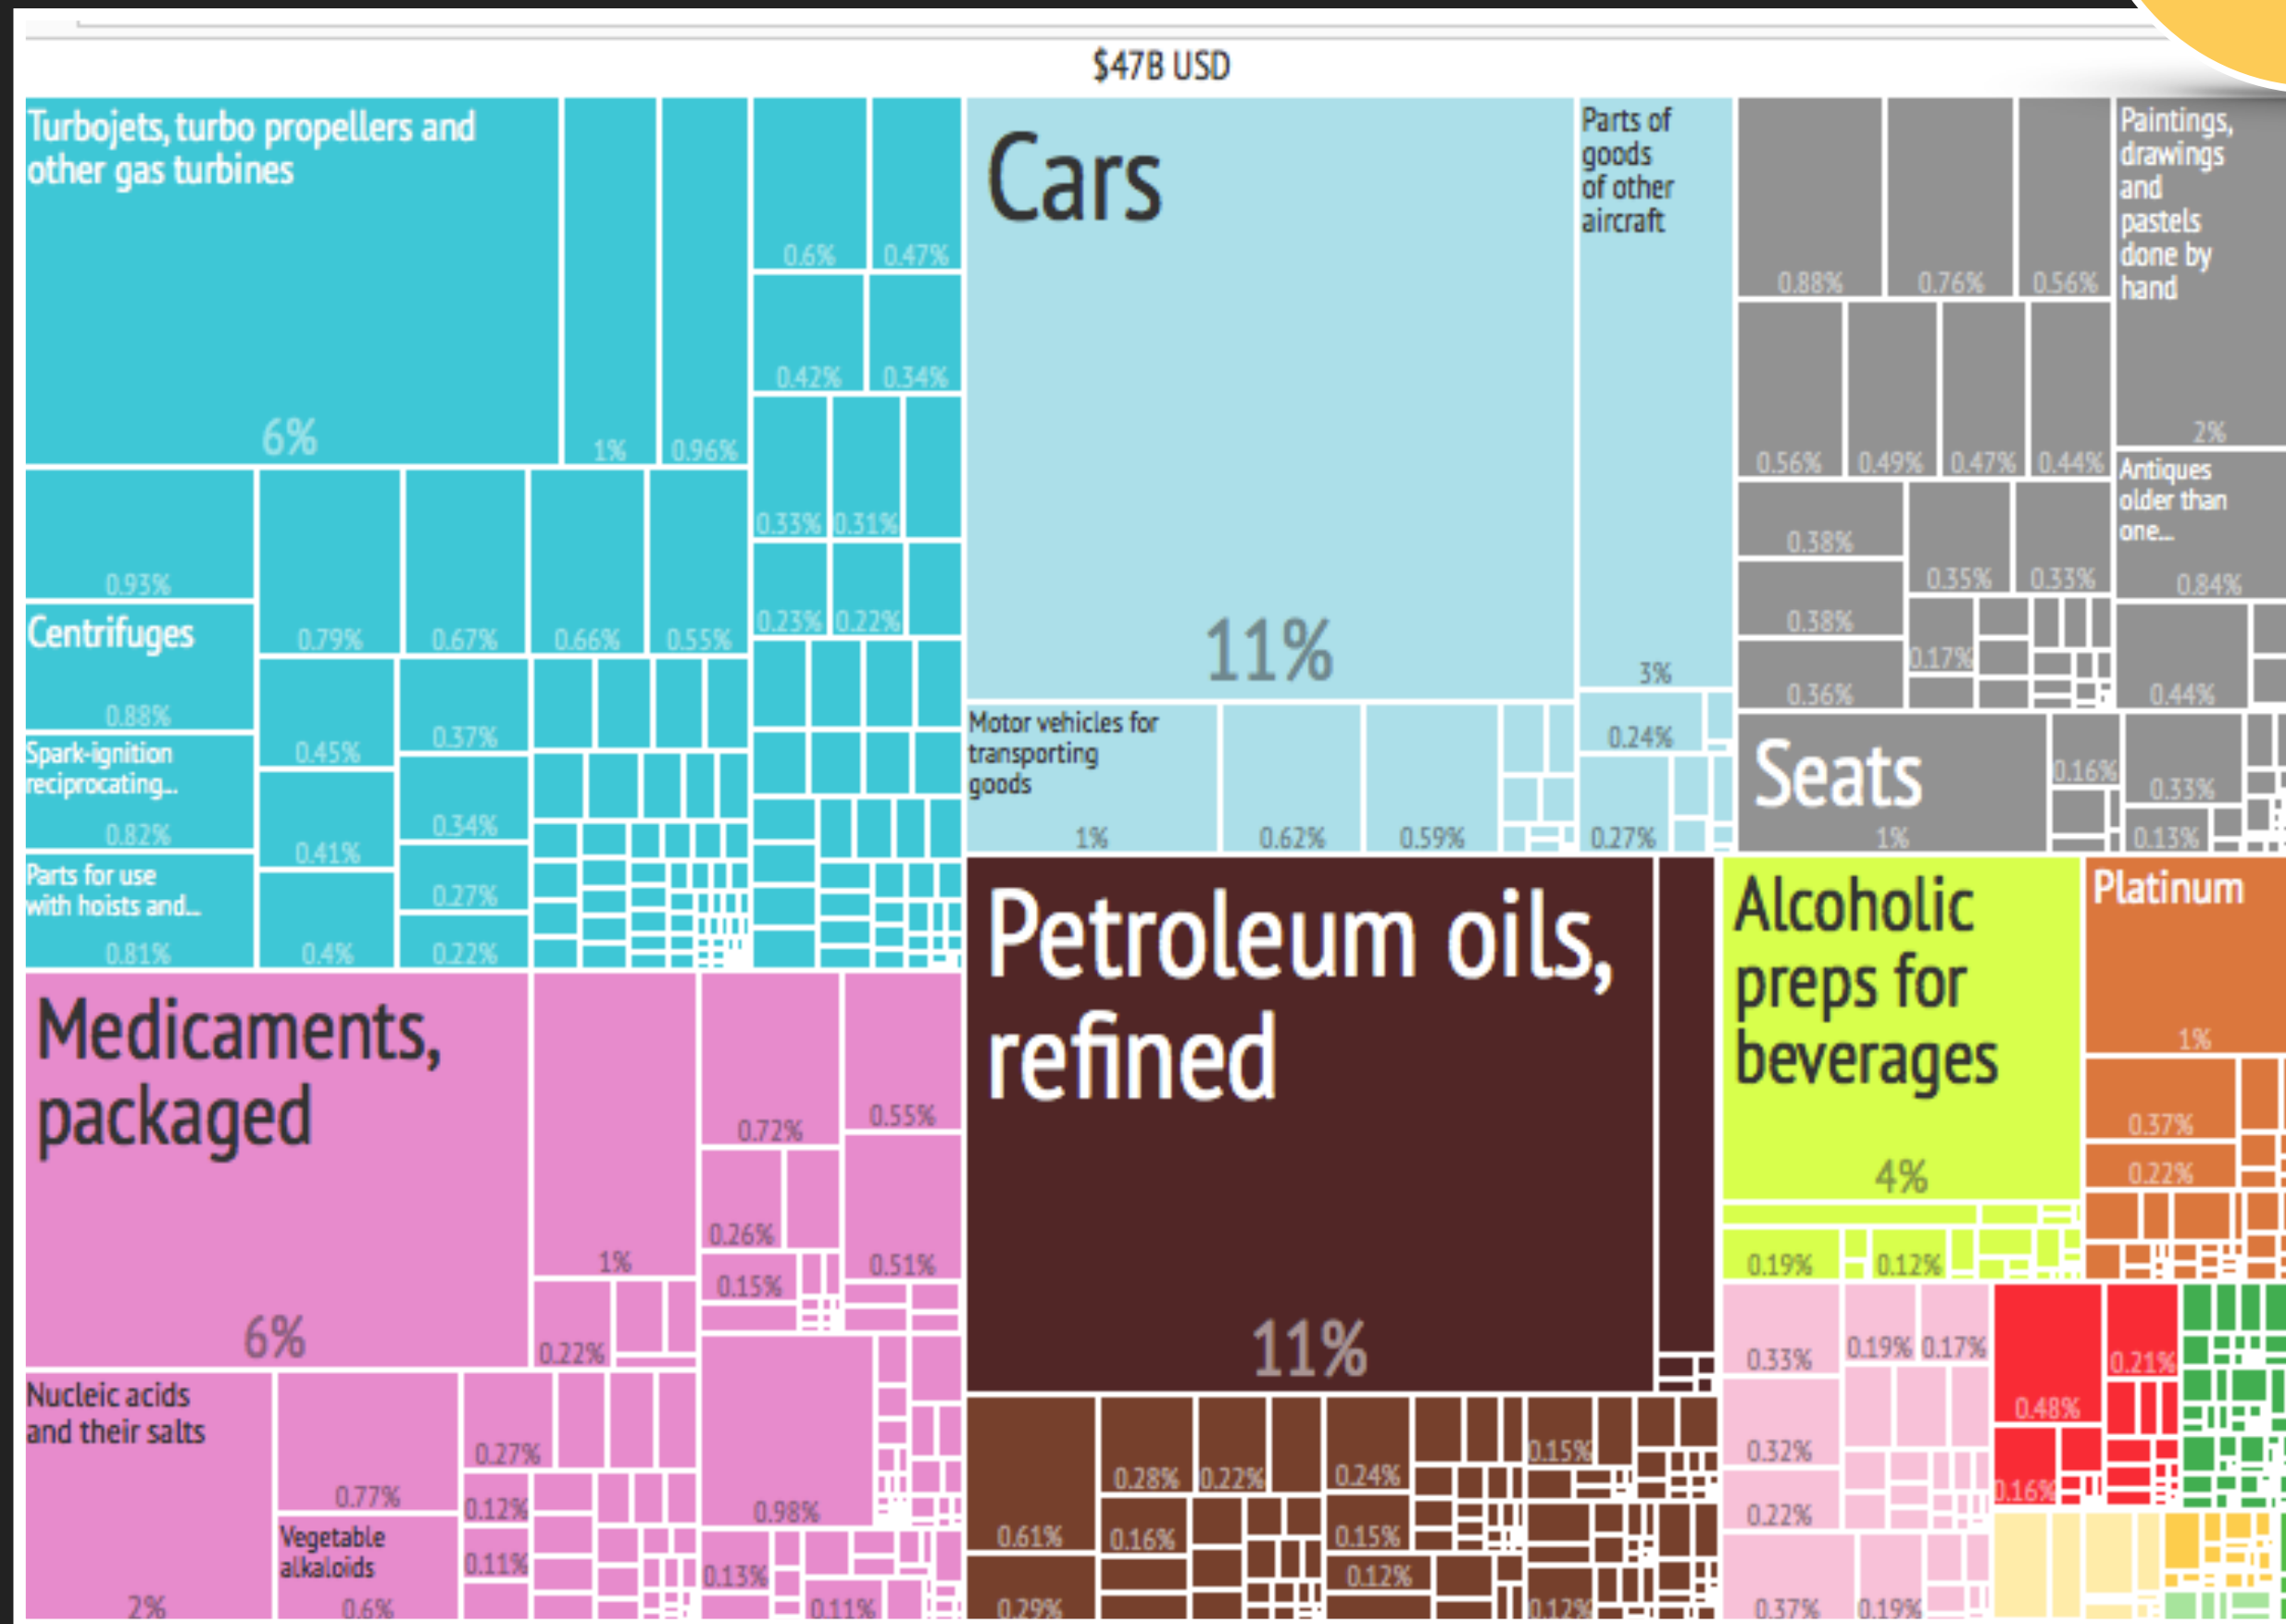 $47B USD
Turbojets, turbo propellers and
other gas turbines
6%
1%
0.96%
0.6%
0.47%
0.42%
0.34%
0.33%
0.31%
0.23%
0.22%
0.93%
Centrifuges
0.88%
Spark-ignition
reciprocating...
0.82%
Parts for use
with hoists and...
0.81%
0.79%
0.67%
0.66%
0.55%
0.45%
0.37%
0.41%
0.34%
0.4%
0.27%
0.22%
Cars
11%
Parts of
goods
of other
aircraft
3%
Motor vehicles for
transporting
goods
1%
0.62%
0.59%
0.24%
0.27%
0.88%
0.76%
0.56%
0.56%
0.49%
0.47%
0.44%
0.38%
0.38%
0.36%
0.35%
0.33%
0.17%
Paintings,
drawings
and
pastels
done by
hand
2%
Antiques
older than
one...
0.84%
0.44%
Seats
1%
0.16%
0.33%
0.13%
Medicaments,
packaged
6%
1%
0.22%
0.72%
0.55%
0.26%
0.15%
0.51%
Nucleic acids
and their salts
2%
0.77%
Vegetable
alkaloids
0.6%
0.27%
0.12%
0.11%
0.98%
0.13%
0.11%
Petroleum oils,
refined
11%
0.61%
0.29%
0.28%
0.22%
0.16%
0.24%
0.15%
0.12%
0.15%
0.12%
Alcoholic
preps for
beverages
4%
0.19%
0.12%
Platinum
1%
0.37%
0.22%
0.33%
0.19%
0.17%
0.32%
0.22%
0.37%
0.19%
0.48%
0.21%
0.16%